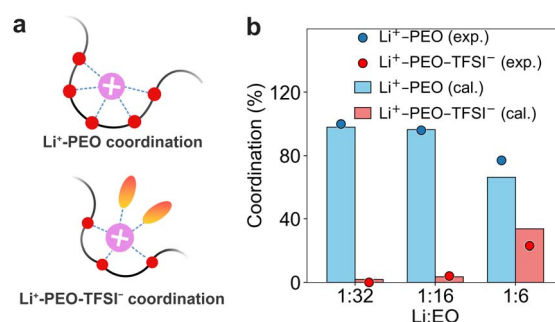 a
+
Li⁺-PEO coordination
+
Li⁺-PEO-TFSI⁻ coordination
b
Li⁺–PEO (exp.)
Li⁺–PEO–TFSI⁻ (exp.)
Li⁺–PEO (cal.)
Li⁺–PEO–TFSI⁻ (cal.)
Coordination (%)
120
80
40
0
1:32 1:16 1:6
Li:EO